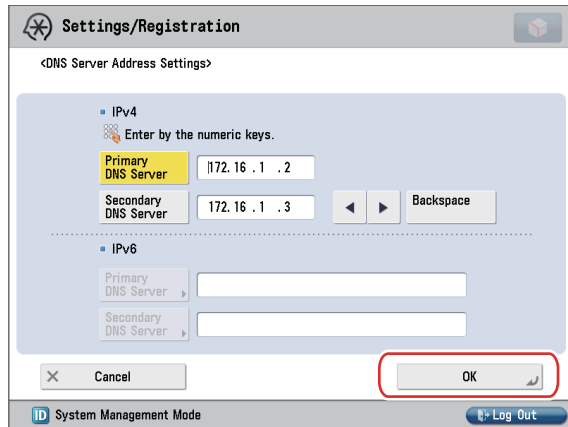 Settings/Registration
<DNS Server Address Settings>
IPv4
Enter by the numeric keys.
Primary
DNS Server
172. 16 . 1 . 2
Secondary
DNS Server
172. 16 . 1 . 3
Backspace
IPv6
Primary
DNS Server
Secondary
DNS Server
Cancel
OK
ID System Management Mode
Log Out